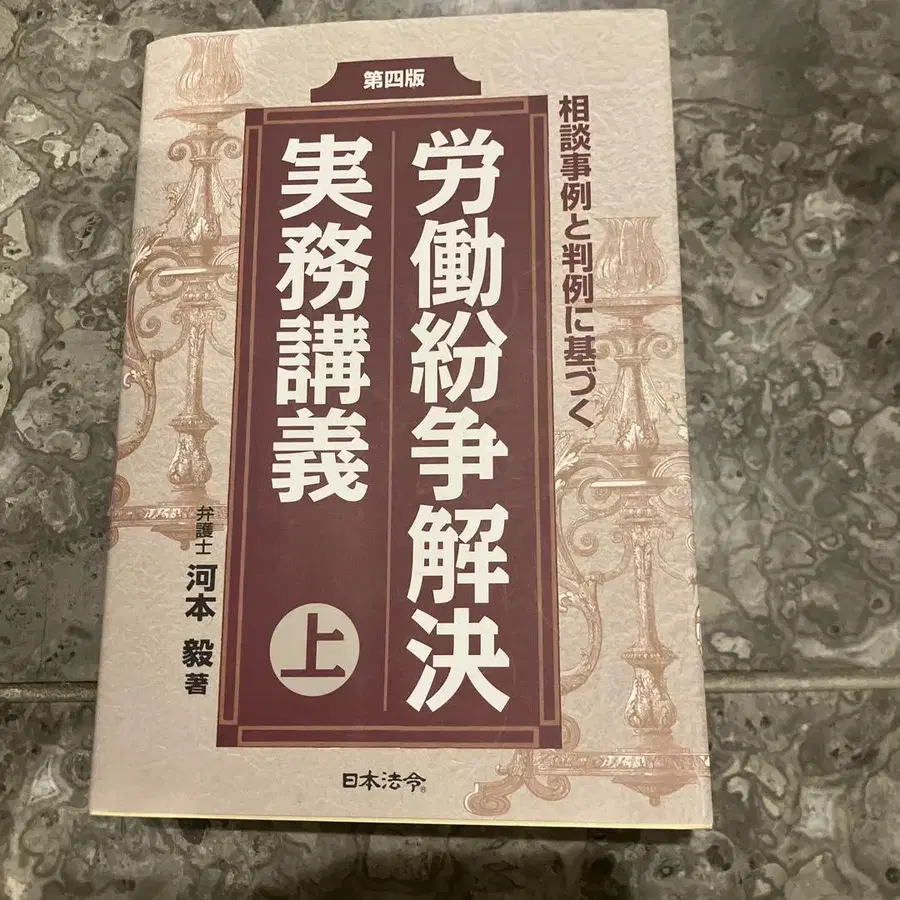 第四版
相談事例と判例に基づく
労働紛争解決
実務講義
上
弁護士 河本 毅 著
日本法令®